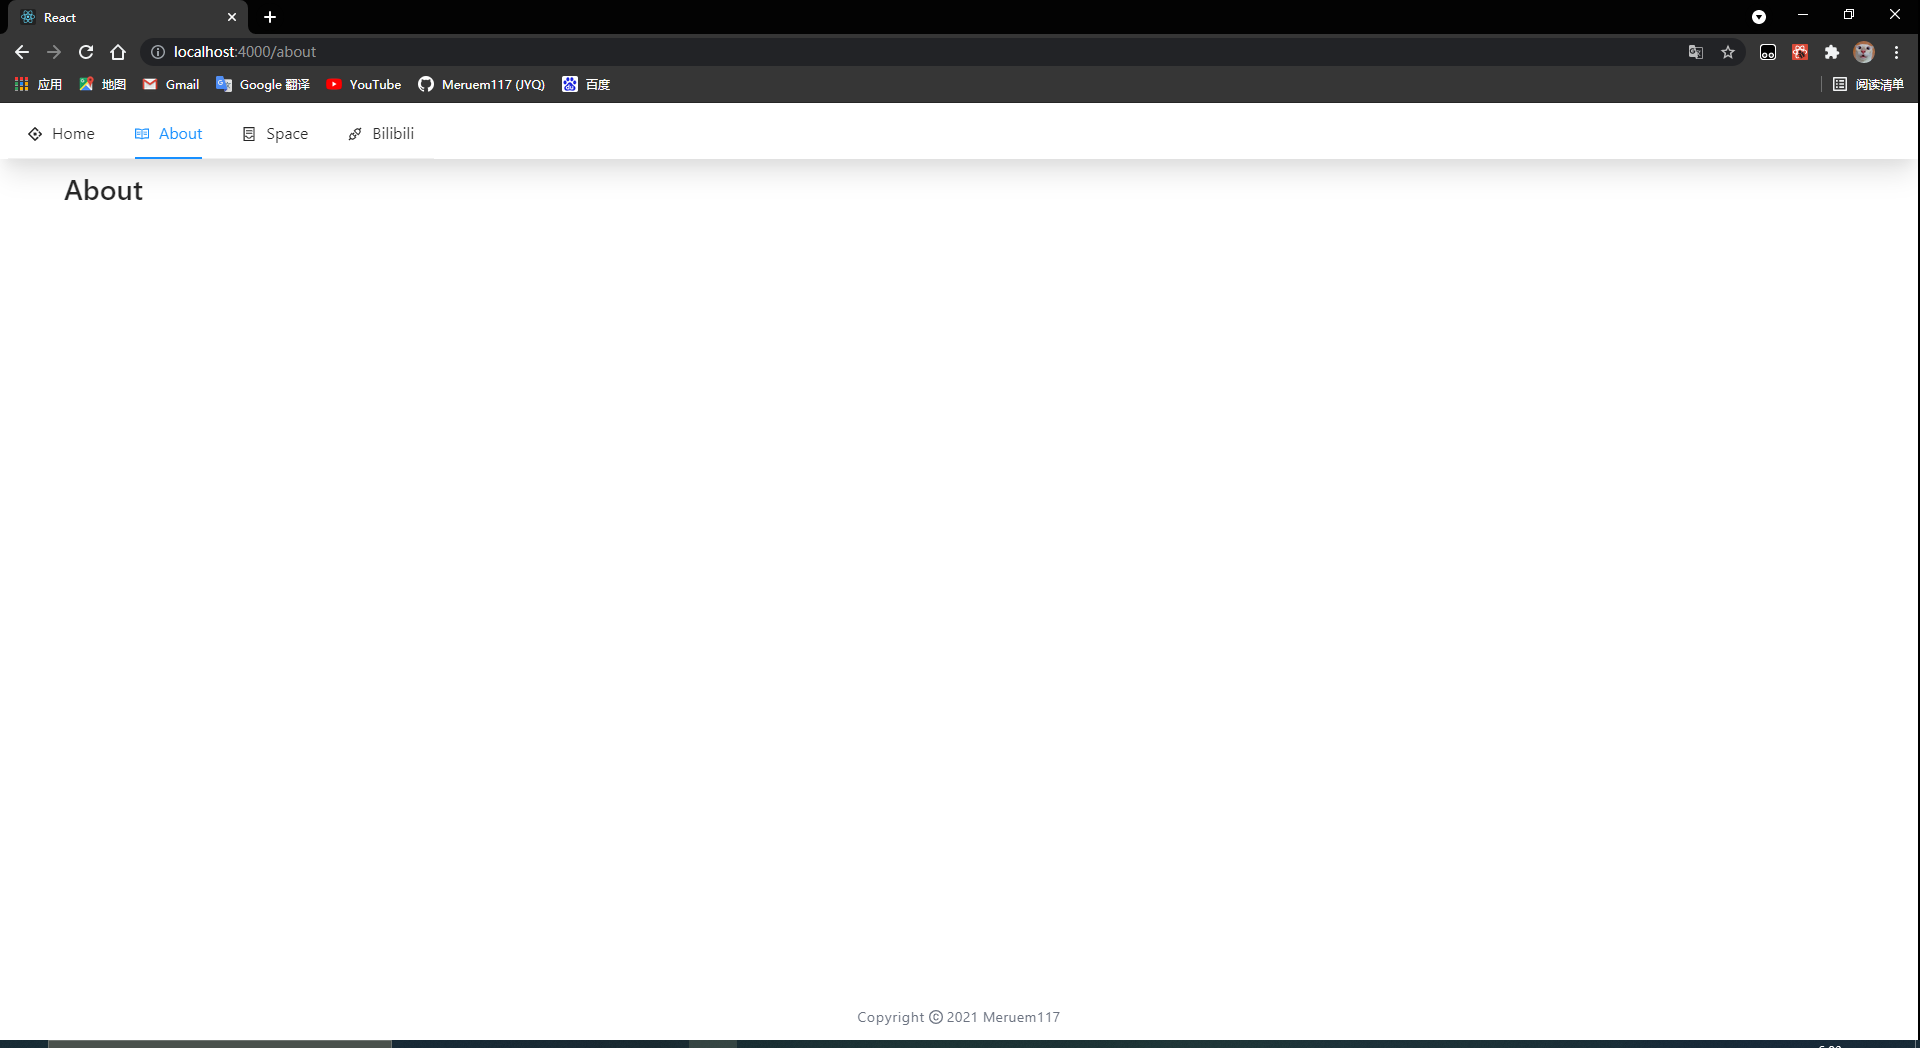 React
localhost:4000/about
应用 地图 Gmail Google 翻译 YouTube Meruem117 (JYQ) 百度 阅读清单
Home About Space Bilibili
About
Copyright © 2021 Meruem117